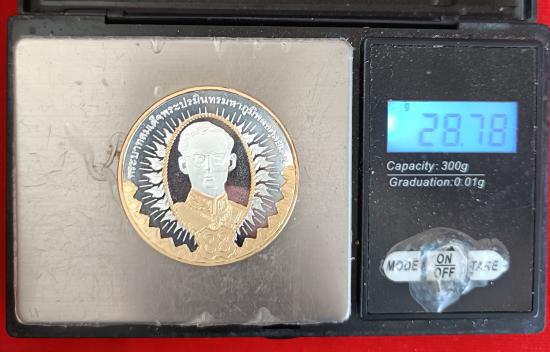 พระบาทสมเด็จพระปรมินทรมหาภูมิพลอดุลยเดช
g
28.78
Capacity: 300g
Graduation:0.01g
MODE
ON
OFF
TARE